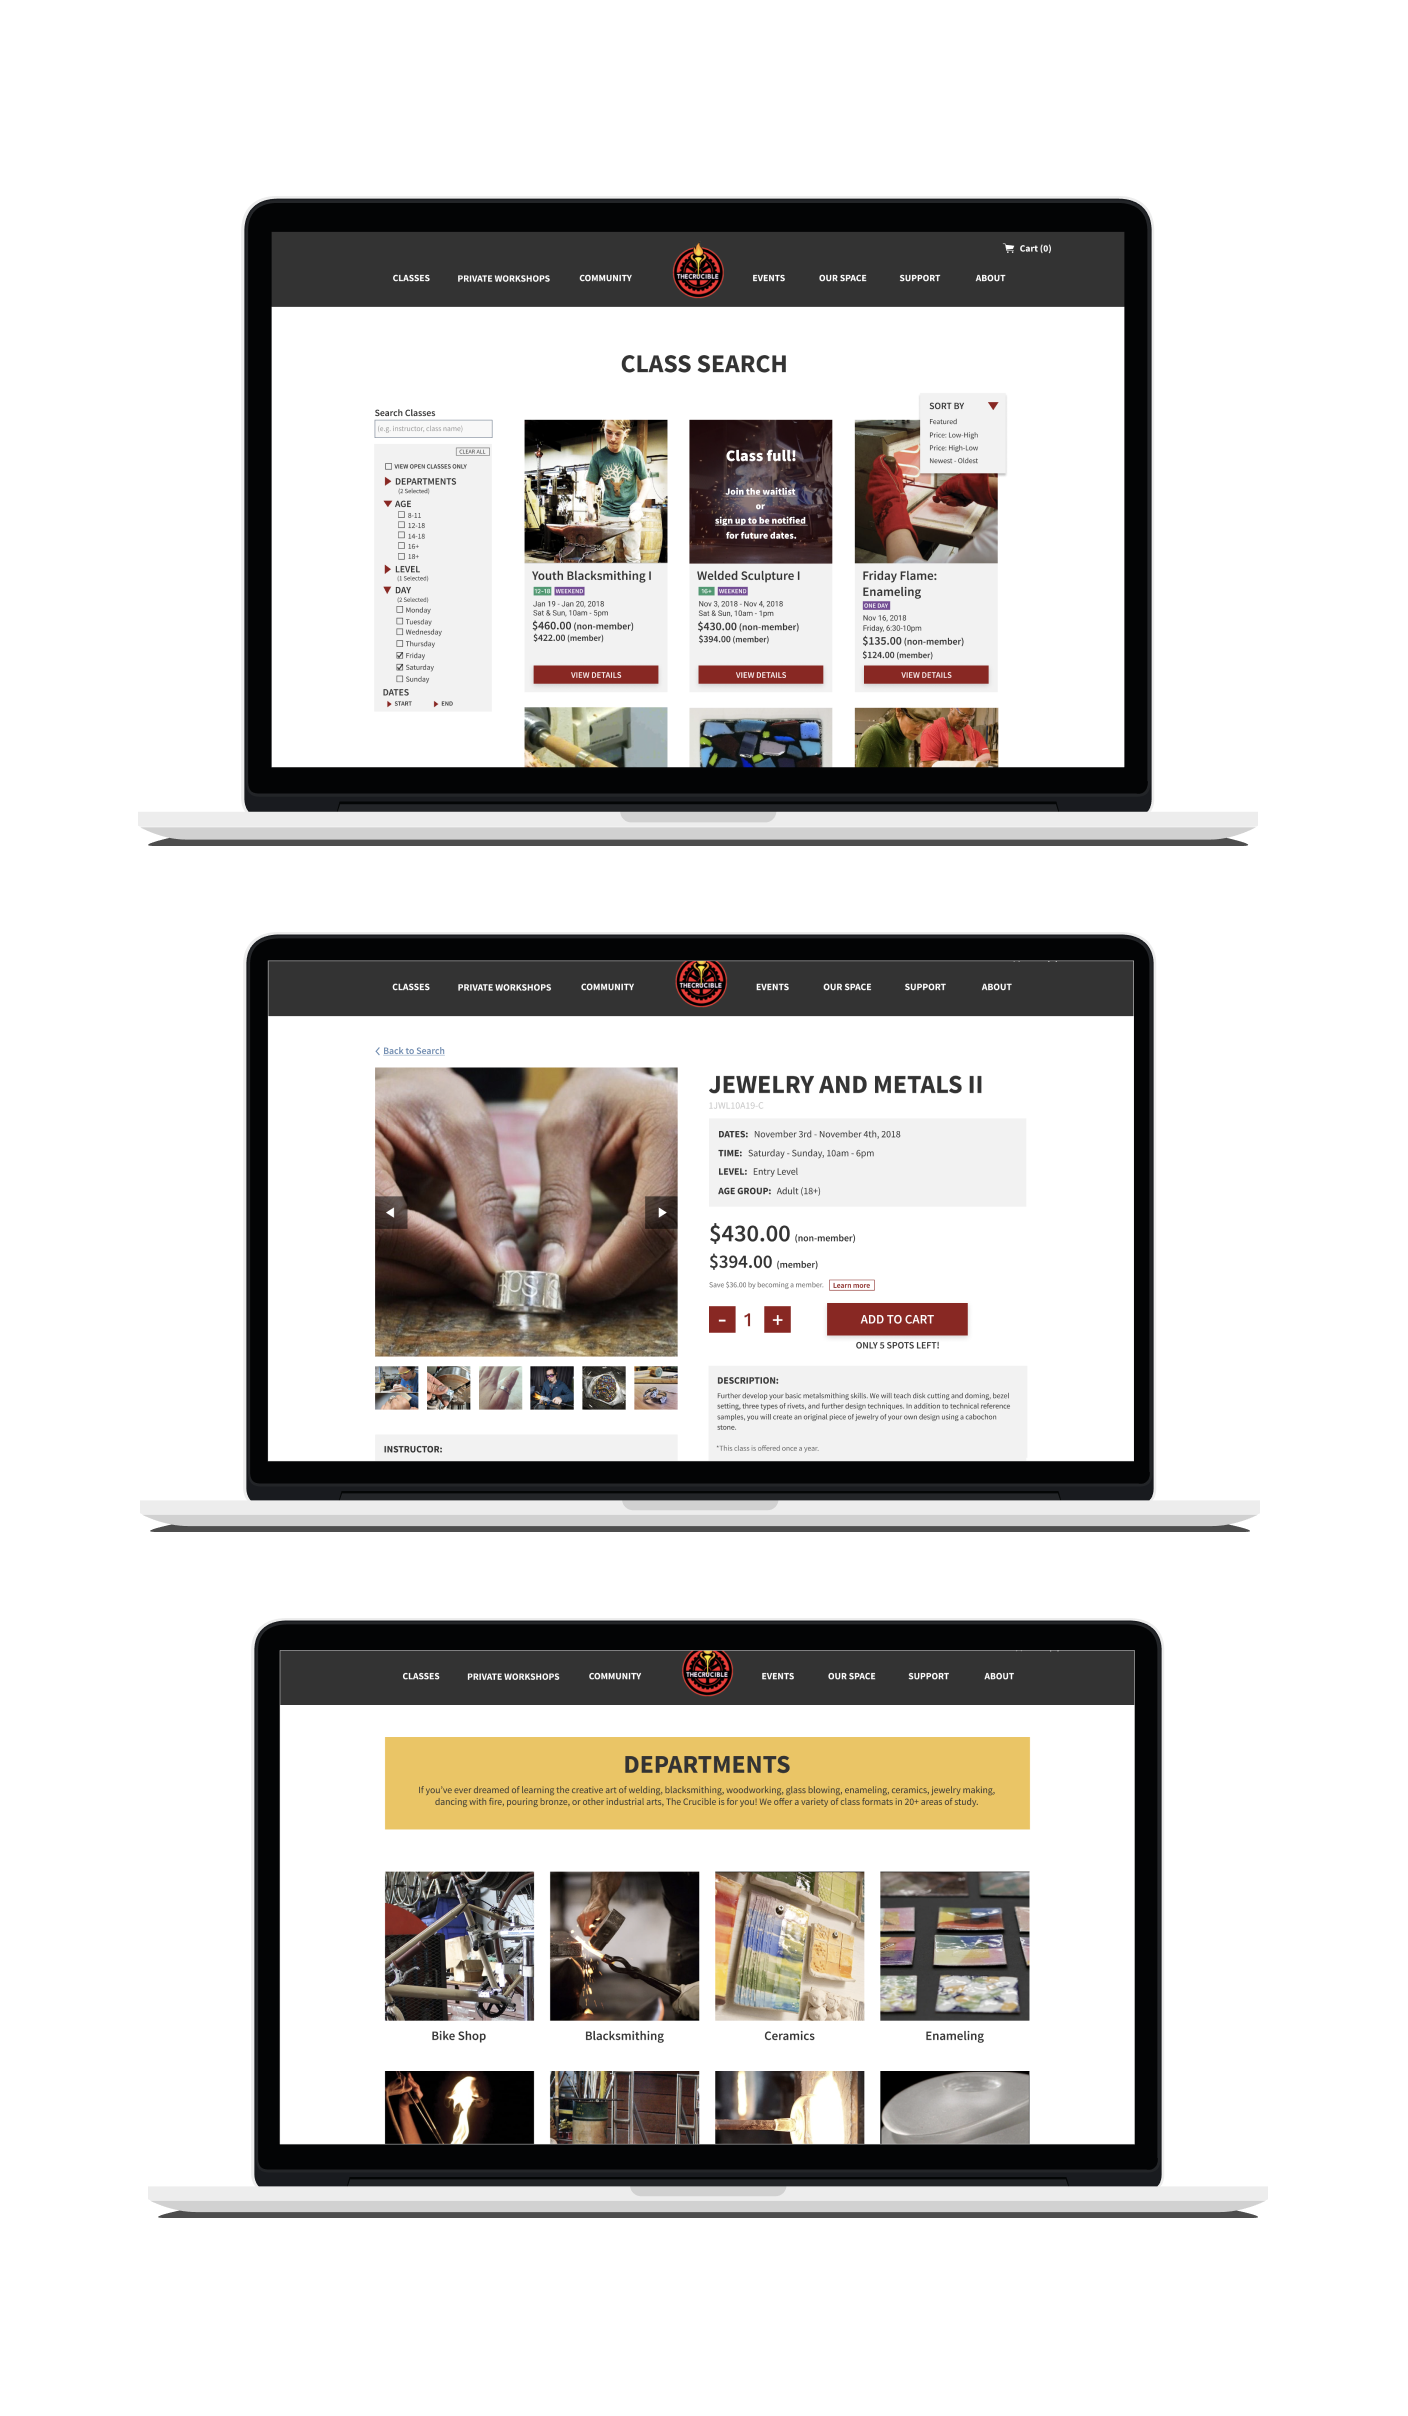 Cart (0)
CLASSES PRIVATE WORKSHOPS COMMUNITY THECRUCIBLE EVENTS OUR SPACE SUPPORT ABOUT
CLASS SEARCH
Search Classes
(e.g. instructor, class name)
CLEAR ALL
VIEW OPEN CLASSES ONLY
DEPARTMENTS
(2 Selected)
AGE
8-11
12-18
14-18
16+
18+
LEVEL
(1 Selected)
DAY
(2 Selected)
Monday
Tuesday
Wednesday
Thursday
Friday
Saturday
Sunday
DATES
START END
SORT BY
Featured
Price: Low-High
Price: High-Low
Newest - Oldest
Youth Blacksmithing I
12-18 WEEKEND
Jan 19 - Jan 20, 2018
Sat & Sun, 10am - 5pm
$460.00 (non-member)
$422.00 (member)
VIEW DETAILS
Class full!
Join the waitlist
or
sign up to be notified
for future dates.
Welded Sculpture I
16+ WEEKEND
Nov 3, 2018 - Nov 4, 2018
Sat & Sun, 10am - 1pm
$430.00 (non-member)
$394.00 (member)
VIEW DETAILS
Friday Flame:
Enameling
ONE DAY
Nov 16, 2018
Friday, 6:30-10pm
$135.00 (non-member)
$124.00 (member)
VIEW DETAILS
CLASSES PRIVATE WORKSHOPS COMMUNITY THECRUCIBLE EVENTS OUR SPACE SUPPORT ABOUT
Back to Search
JEWELRY AND METALS II
1JWL10A19-C
DATES: November 3rd - November 4th, 2018
TIME: Saturday - Sunday, 10am - 6pm
LEVEL: Entry Level
AGE GROUP: Adult (18+)
$430.00 (non-member)
$394.00 (member)
Save $36.00 by becoming a member. Learn more
- 1 + ADD TO CART
ONLY 5 SPOTS LEFT!
DESCRIPTION:
Further develop your basic metalsmithing skills. We will teach disk cutting and doming, bezel
setting, three types of rivets, and further design techniques. In addition to technical reference
samples, you will create an original piece of jewelry of your own design using a cabochon
stone.
*This class is offered once a year.
INSTRUCTOR:
CLASSES PRIVATE WORKSHOPS COMMUNITY THECRUCIBLE EVENTS OUR SPACE SUPPORT ABOUT
DEPARTMENTS
If you've ever dreamed of learning the creative art of welding, blacksmithing, woodworking, glass blowing, enameling, ceramics, jewelry making,
dancing with fire, pouring bronze, or other industrial arts, The Crucible is for you! We offer a variety of class formats in 20+ areas of study.
Bike Shop
Blacksmithing
Ceramics
Enameling